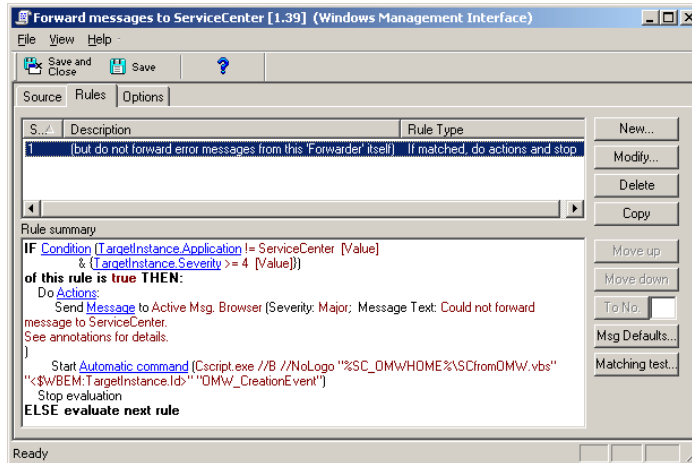 Forward messages to ServiceCenter [1.39] (Windows Management Interface)
File View Help
Save and Close Save ?
Source Rules Options
S... Description Rule Type
1 (but do not forward error messages from this 'Forwarder' itself) If matched, do actions and stop
New...
Modify...
Delete
Copy
Rule summary
IF Condition (TargetInstance.Application != ServiceCenter [Value]
& {TargetInstance.Severity >= 4 [Value]})
of this rule is true THEN:
Do Actions:
Send Message to Active Msg. Browser (Severity: Major; Message Text: Could not forward
message to ServiceCenter.
See annotations for details.
)
Start Automatic command (Cscript.exe //B //NoLogo "%SC_OMWHOME%\SCfromOMW.vbs"
"<$WBEM:TargetInstance.Id>" "OMW_CreationEvent")
Stop evaluation
ELSE evaluate next rule
Move up
Move down
To No.
Msg Defaults...
Matching test...
Ready